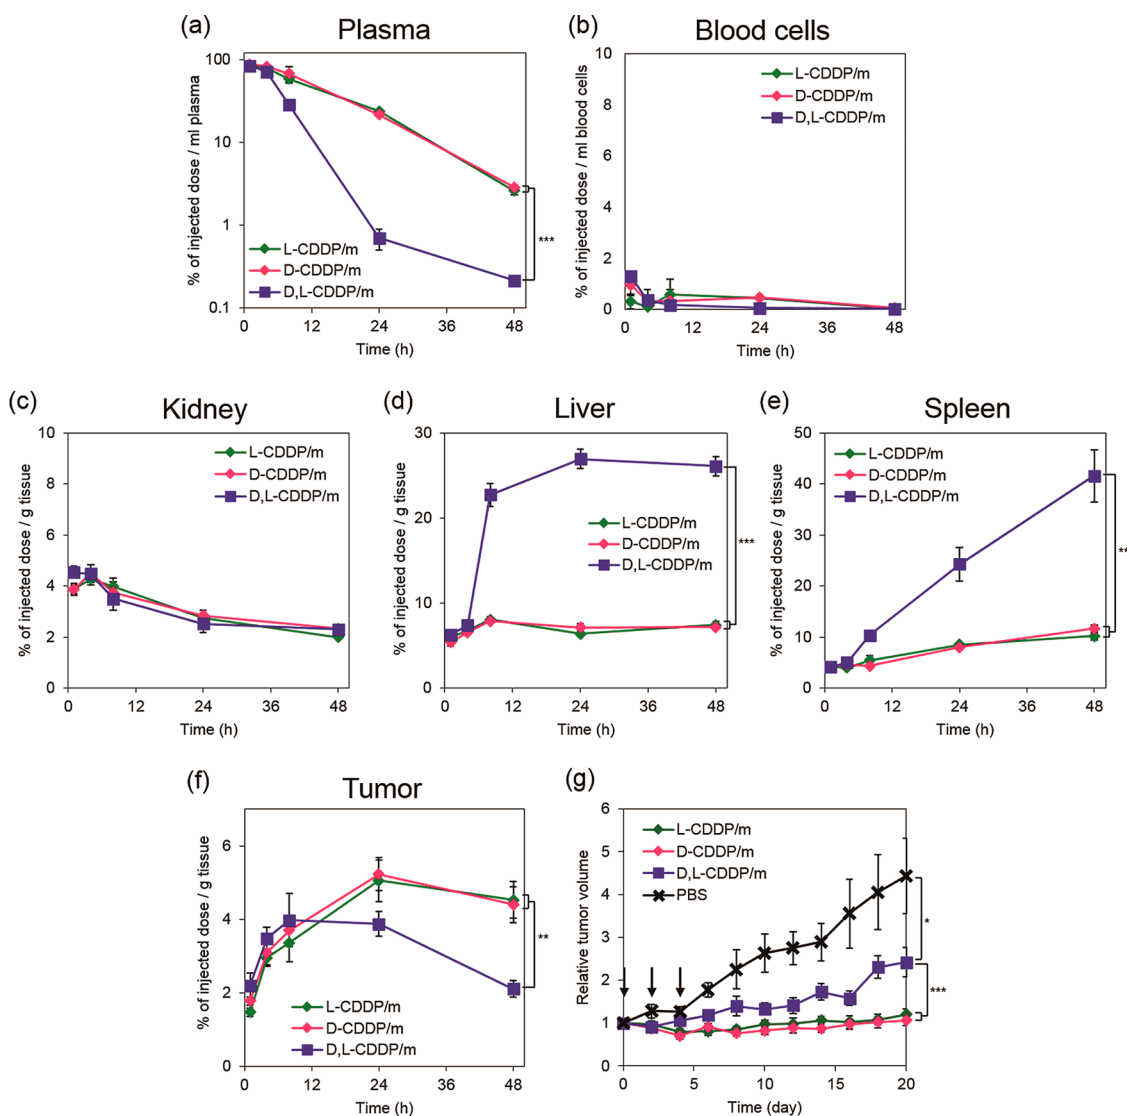 (a) Plasma
% of injected dose / ml plasma
100
10
1
0.1
L-CDDP/m
D-CDDP/m
D,L-CDDP/m
***
0 12 24 36 48
Time (h)
(b) Blood cells
% of injected dose / ml blood cells
10
8
6
4
2
0
L-CDDP/m
D-CDDP/m
D,L-CDDP/m
0 12 24 36 48
Time (h)
(c) Kidney
% of injected dose / g tissue
10
8
6
4
2
0
L-CDDP/m
D-CDDP/m
D,L-CDDP/m
0 12 24 36 48
Time (h)
(d) Liver
% of injected dose / g tissue
30
20
10
0
L-CDDP/m
D-CDDP/m
D,L-CDDP/m
***
0 12 24 36 48
Time (h)
(e) Spleen
% of injected dose / g tissue
50
40
30
20
10
0
L-CDDP/m
D-CDDP/m
D,L-CDDP/m
**
0 12 24 36 48
Time (h)
(f) Tumor
% of injected dose / g tissue
6
4
2
0
L-CDDP/m
D-CDDP/m
D,L-CDDP/m
**
0 12 24 36 48
Time (h)
(g)
Relative tumor volume
6
5
4
3
2
1
0
L-CDDP/m
D-CDDP/m
D,L-CDDP/m
PBS
*
***
0 5 10 15 20
Time (day)